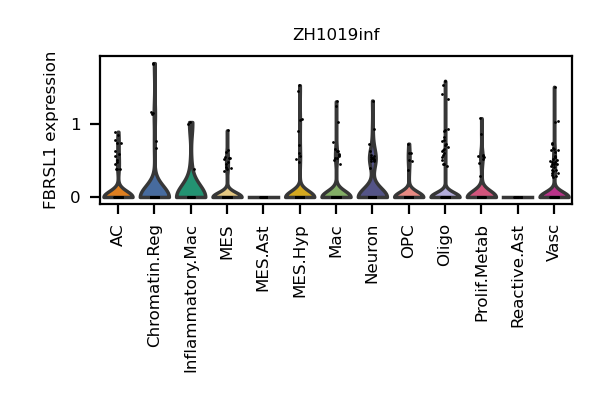 ZH1019inf
FBRSL1 expression
1
0
AC
Chromatin.Reg
Inflammatory.Mac
MES
MES.Ast
MES.Hyp
Mac
Neuron
OPC
Oligo
Prolif.Metab
Reactive.Ast
Vasc